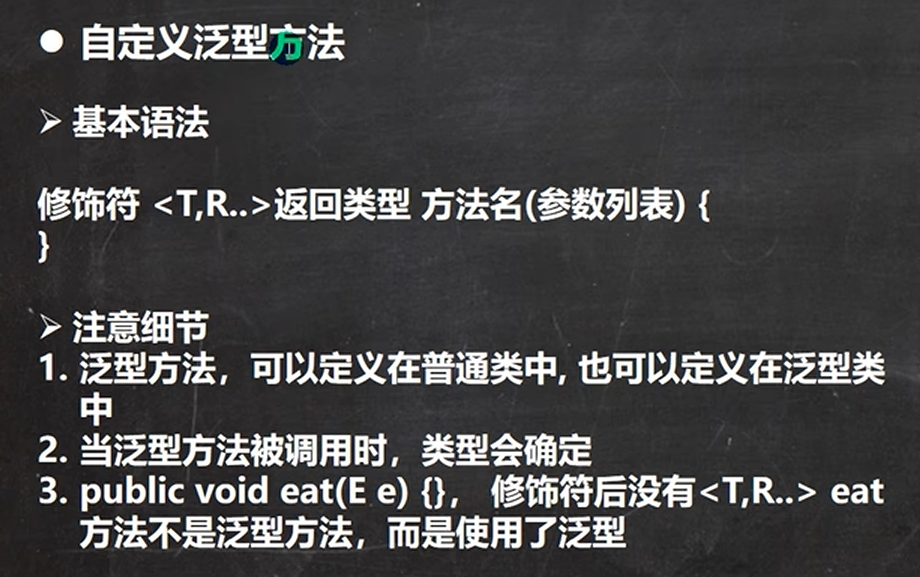 ● 自定义泛型方法
➢ 基本语法
修饰符 <T,R..>返回类型 方法名(参数列表) {
}
➢ 注意细节
1. 泛型方法，可以定义在普通类中, 也可以定义在泛型类
中
2. 当泛型方法被调用时，类型会确定
3. public void eat(E e) {}， 修饰符后没有<T,R..> eat
方法不是泛型方法，而是使用了泛型